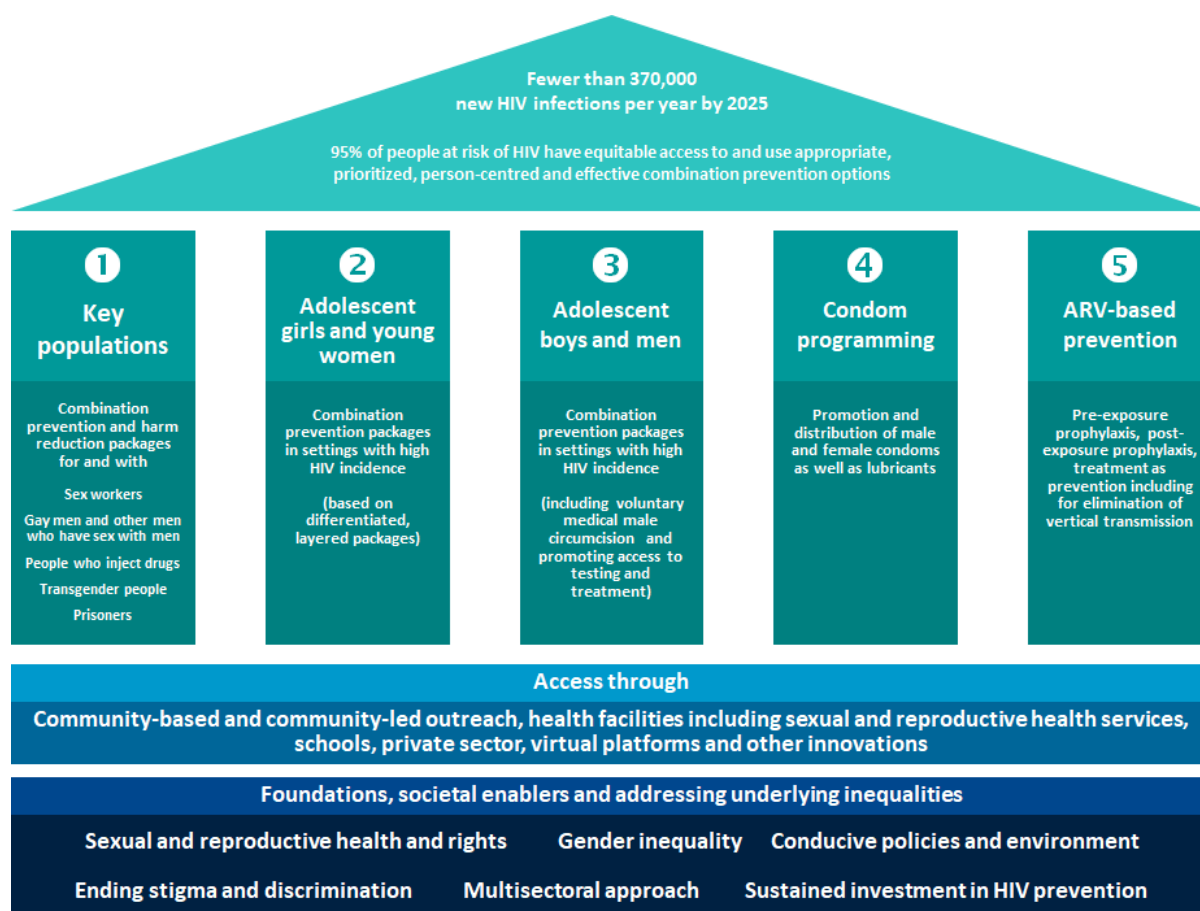 Fewer than 370,000
new HIV infections per year by 2025
95% of people at risk of HIV have equitable access to and use appropriate,
prioritized, person-centred and effective combination prevention options
1
Key
populations
Combination
prevention and harm
reduction packages
for and with
Sex workers
Gay men and other men
who have sex with men
People who inject drugs
Transgender people
Prisoners
2
Adolescent
girls and young
women
Combination
prevention packages
in settings with high
HIV incidence
(based on
differentiated,
layered packages)
3
Adolescent
boys and men
Combination
prevention packages
in settings with high
HIV incidence
(including voluntary
medical male
circumcision and
promoting access to
testing and
treatment)
4
Condom
programming
Promotion and
distribution of male
and female condoms
as well as lubricants
5
ARV-based
prevention
Pre-exposure
prophylaxis, post-
exposure prophylaxis,
treatment as
prevention including
for elimination of
vertical transmission
Access through
Community-based and community-led outreach, health facilities including sexual and reproductive health services,
schools, private sector, virtual platforms and other innovations
Foundations, societal enablers and addressing underlying inequalities
Sexual and reproductive health and rights Gender inequality Conducive policies and environment
Ending stigma and discrimination Multisectoral approach Sustained investment in HIV prevention